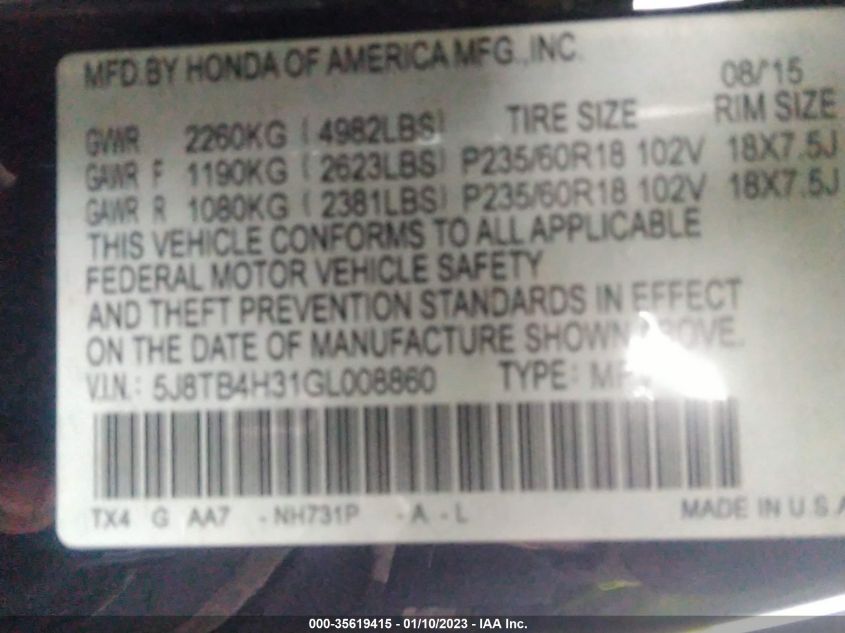 MFD. BY HONDA OF AMERICA MFG., INC. 08/'15
TIRE SIZE RIM SIZE
GVWR 2260KG ( 4982LBS)
GAWR F 1190KG ( 2623LBS) P235/60R18 102V 18X7.5J
GAWR R 1080KG ( 2381LBS) P235/60R18 102V 18X7.5J
THIS VEHICLE CONFORMS TO ALL APPLICABLE
FEDERAL MOTOR VEHICLE SAFETY
AND THEFT PREVENTION STANDARDS IN EFFECT
ON THE DATE OF MANUFACTURE SHOWN ABOVE.
V.I.N.: 5J8TB4H31GL008860 TYPE:
TX4 G AA7 - NH731P - A - L MADE IN U.S.A
000-35619415 - 01/10/2023 - IAA Inc.